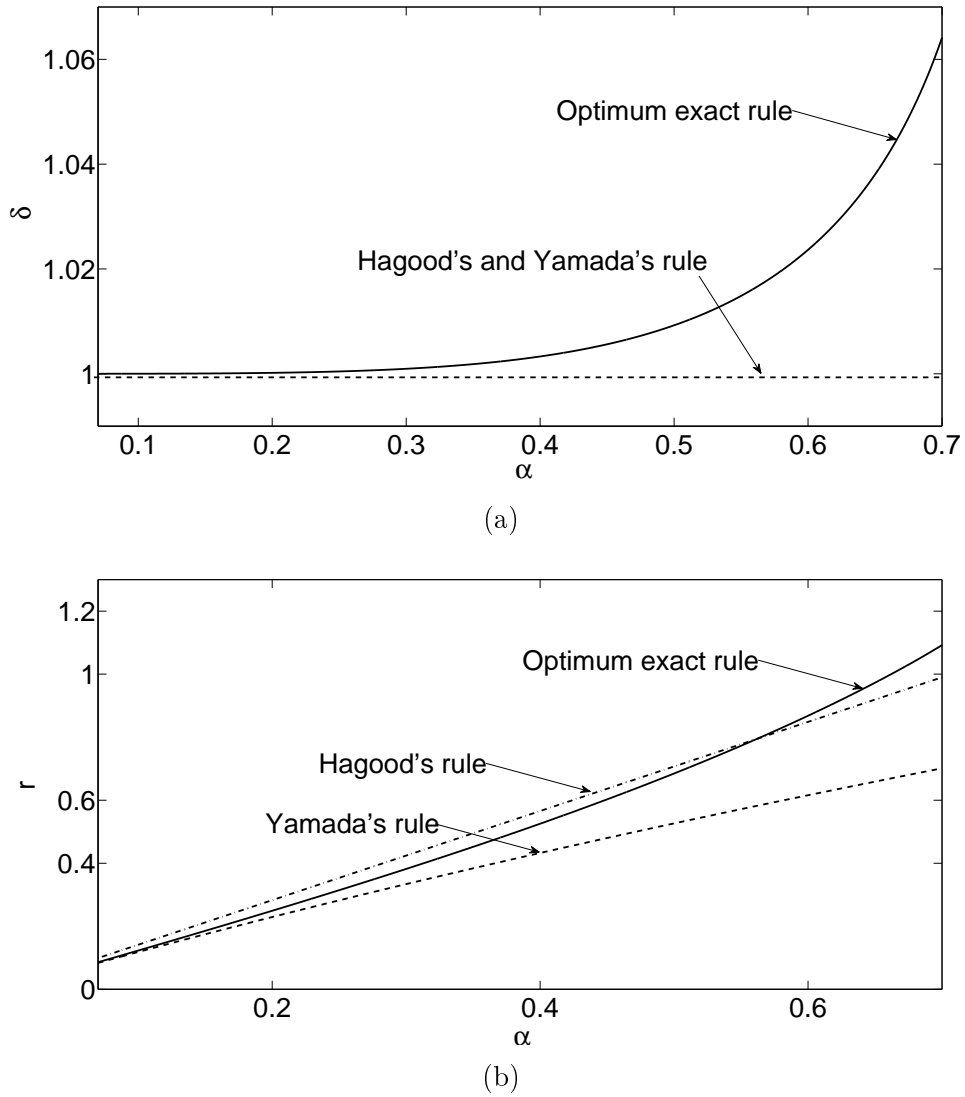 1.06
Optimum exact rule
1.04
δ
Hagood's and Yamada's rule
1.02
1
0.1 0.2 0.3 0.4 0.5 0.6 0.7
α
(a)
1.2
Optimum exact rule
1
Hagood's rule
r
0.6
Yamada's rule
0.4
0
0.2 0.4 0.6
α
(b)